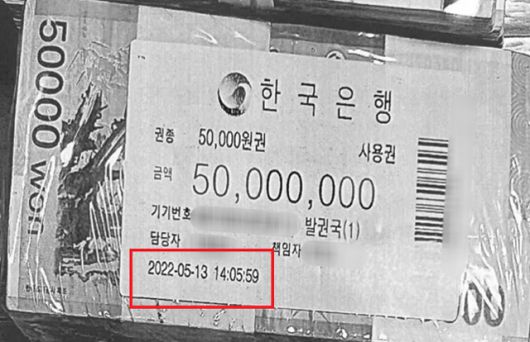 50000 won
한국은행
권종 50,000원권 사용권
금액 50,000,000
기기번호 발권국(1)
담당자 책임자
2022-05-13 14:05:59